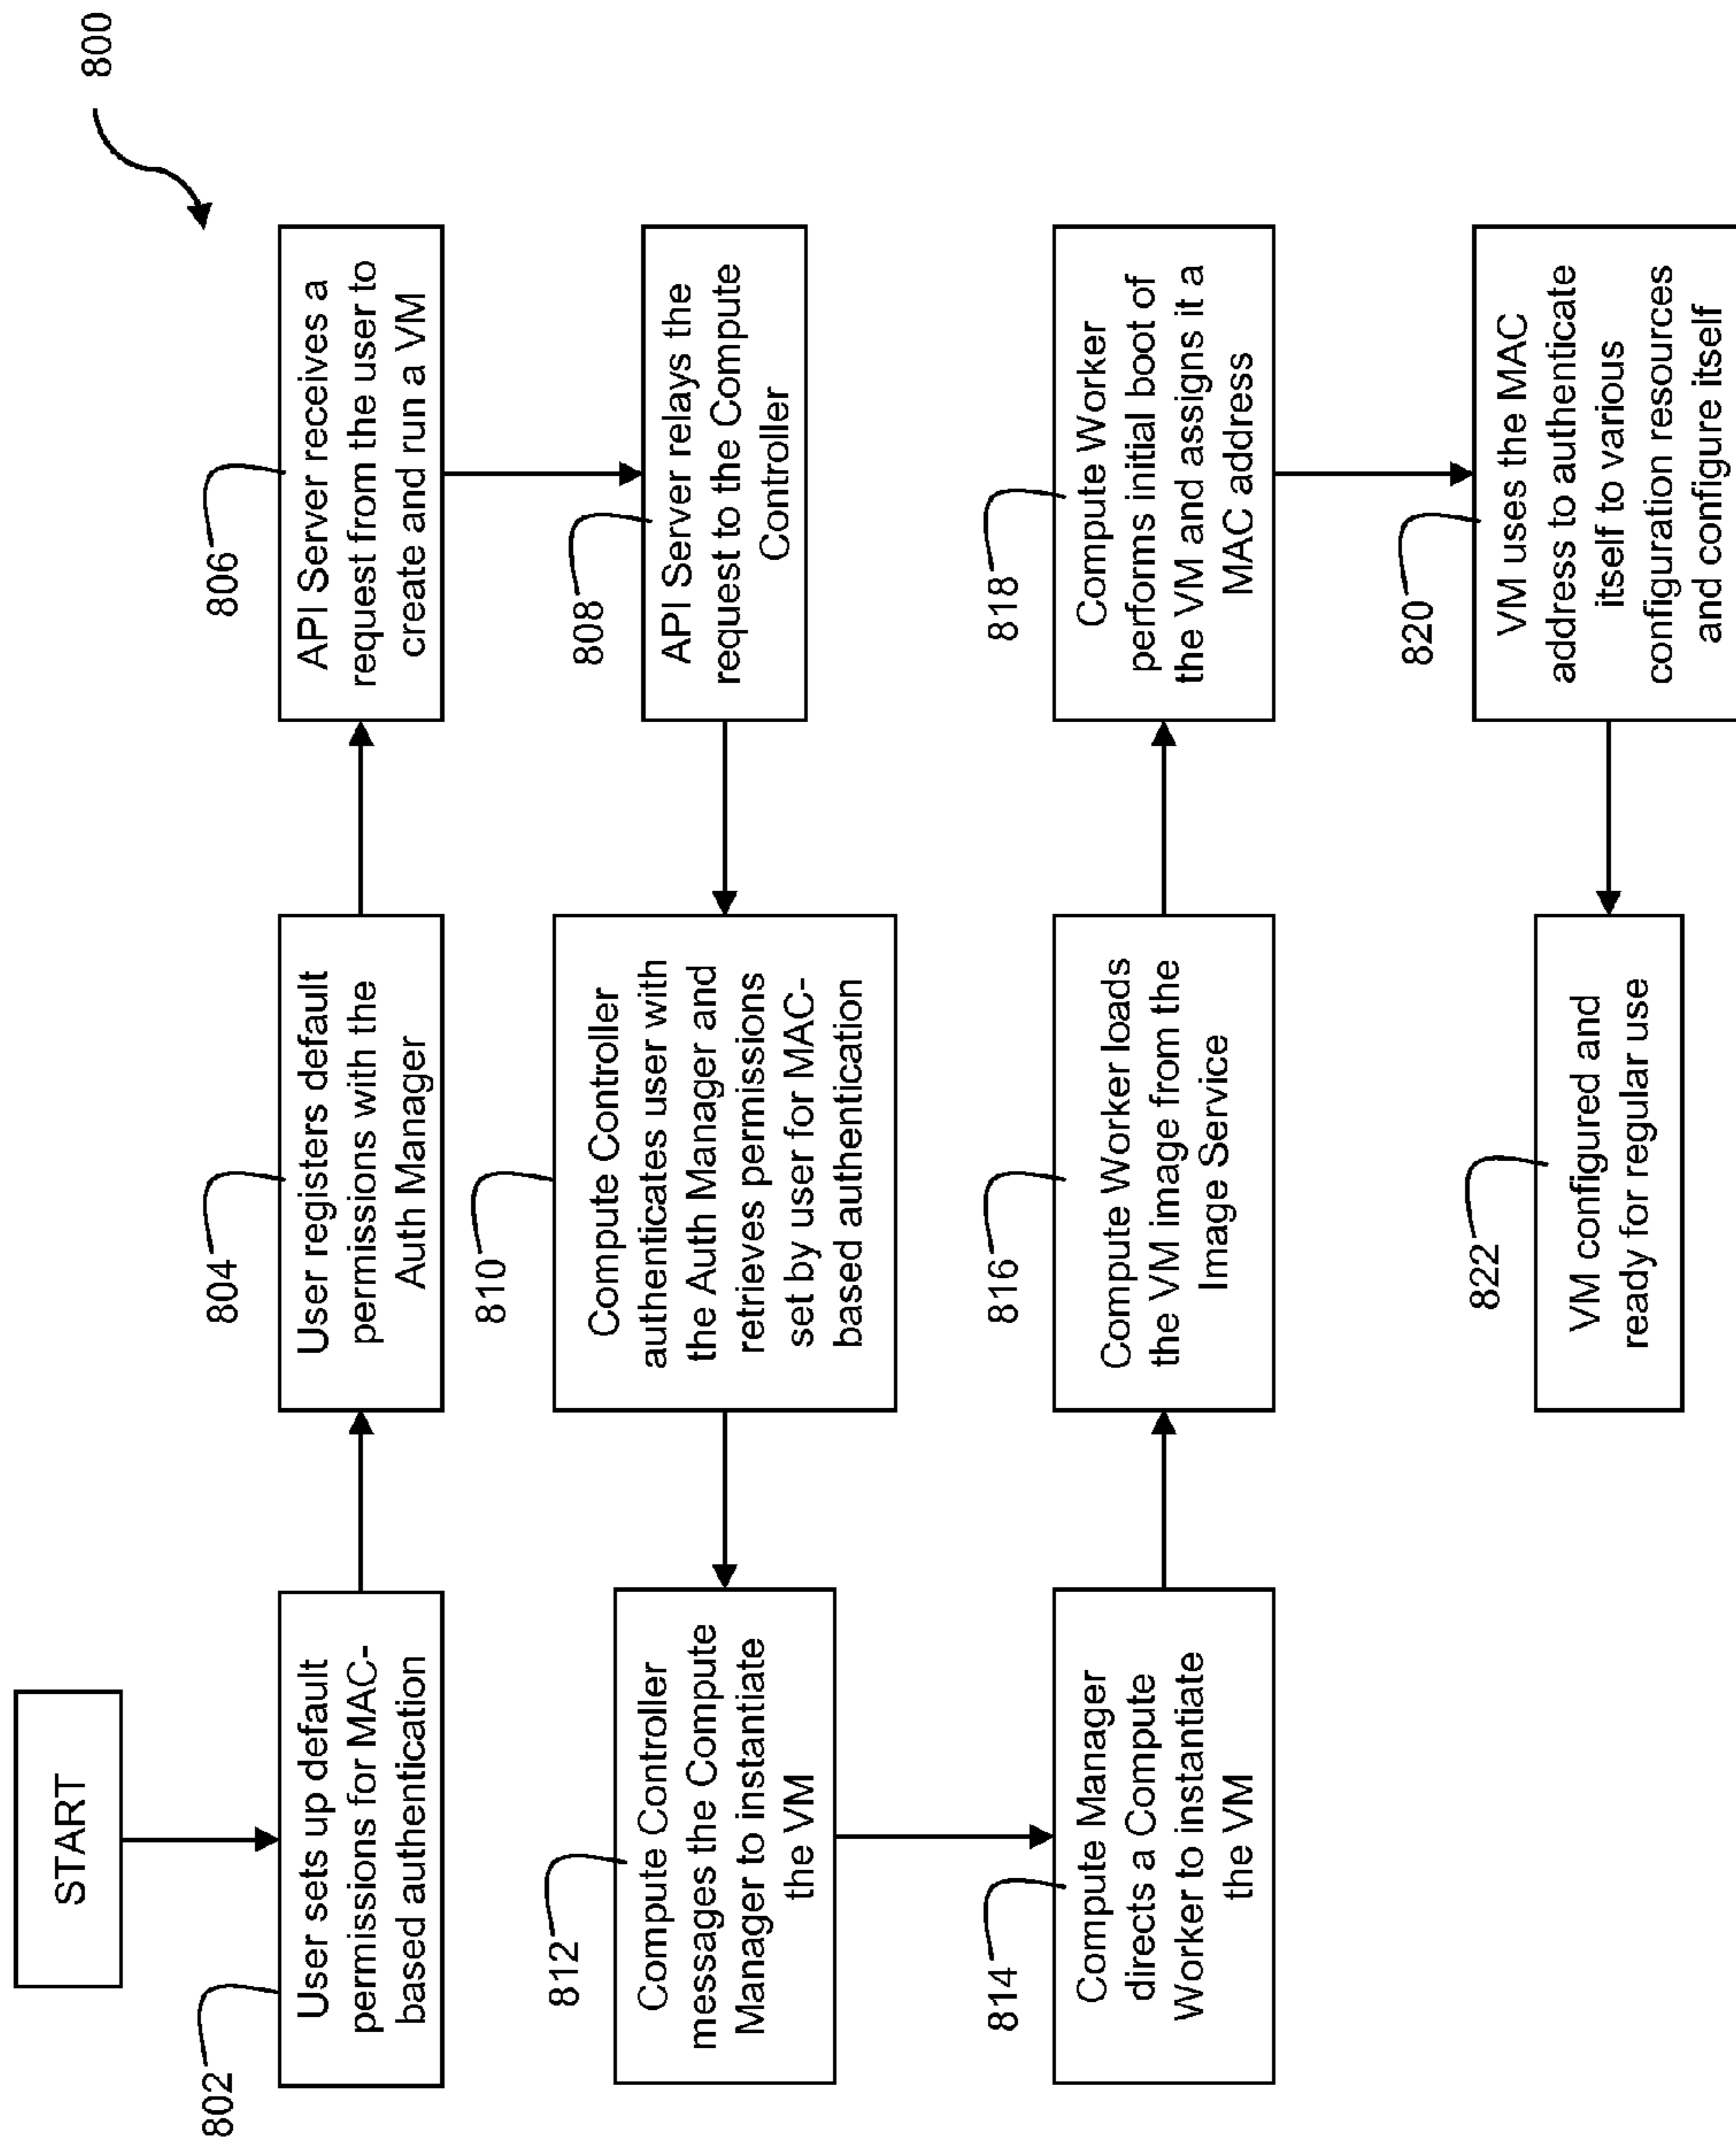 800
START
802
User sets up default
permissions for MAC-
based authentication
804
User registers default
permissions with the
Auth Manager
806
API Server receives a
request from the user to
create and run a VM
808
API Server relays the
request to the Compute
Controller
810
Compute Controller
authenticates user with
the Auth Manager and
retrieves permissions
set by user for MAC-
based authentication
812
Compute Controller
messages the Compute
Manager to instantiate
the VM
814
Compute Manager
directs a Compute
Worker to instantiate
the VM
816
Compute Worker loads
the VM image from the
Image Service
818
Compute Worker
performs initial boot of
the VM and assigns it a
MAC address
820
VM uses the MAC
address to authenticate
itself to various
configuration resources
and configure itself
822
VM configured and
ready for regular use